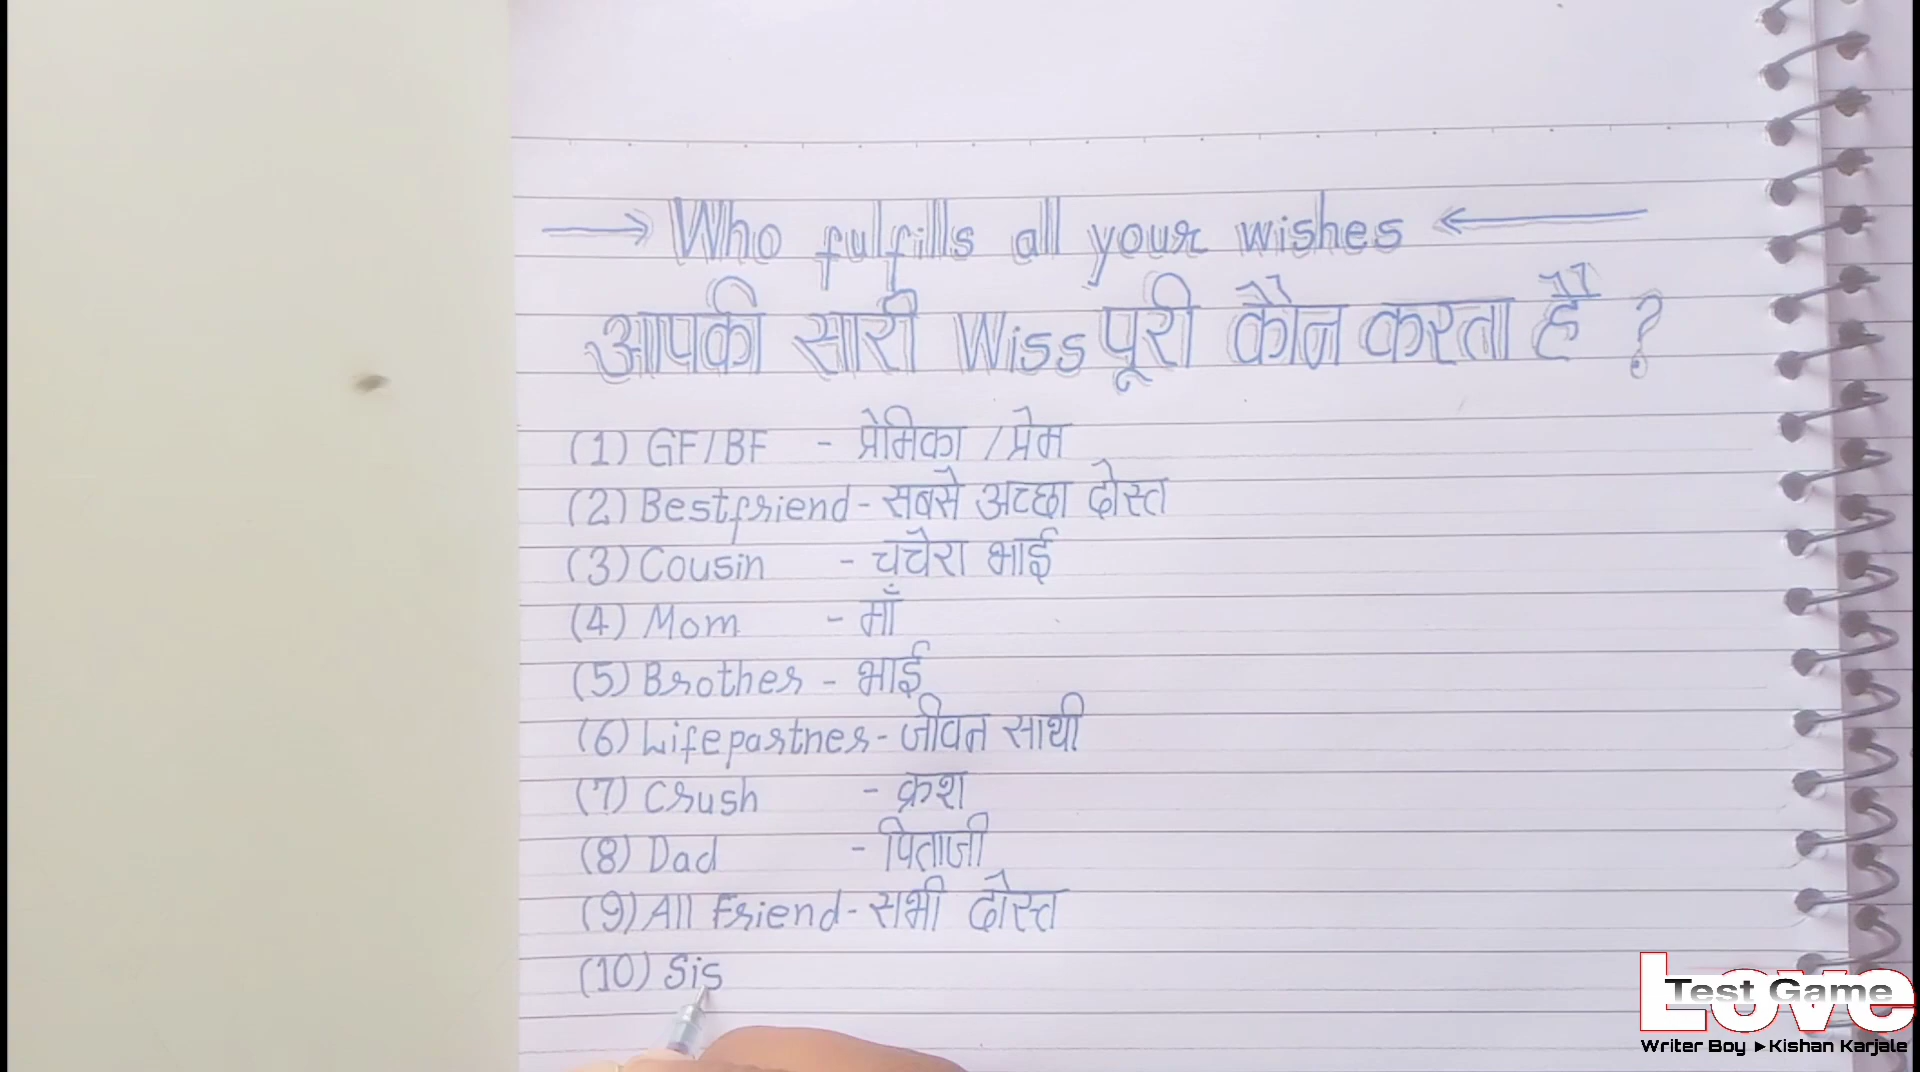 → Who fulfills all your wishes ←
आपकी सारी Wiss पूरी कौन करता है ?
(1) GF/BF - प्रेमिका / प्रेम
(2) Bestfriend - सबसे अच्छा दोस्त
(3) Cousin - चचेरा भाई
(4) Mom - माँ
(5) Brother - भाई
(6) Lifepartner - जीवन साथी
(7) Crush - क्रश
(8) Dad - पिताजी
(9) All Friend - सभी दोस्त
(10) Sis
Love
Test Game
Writer Boy ►Kishan Karjale